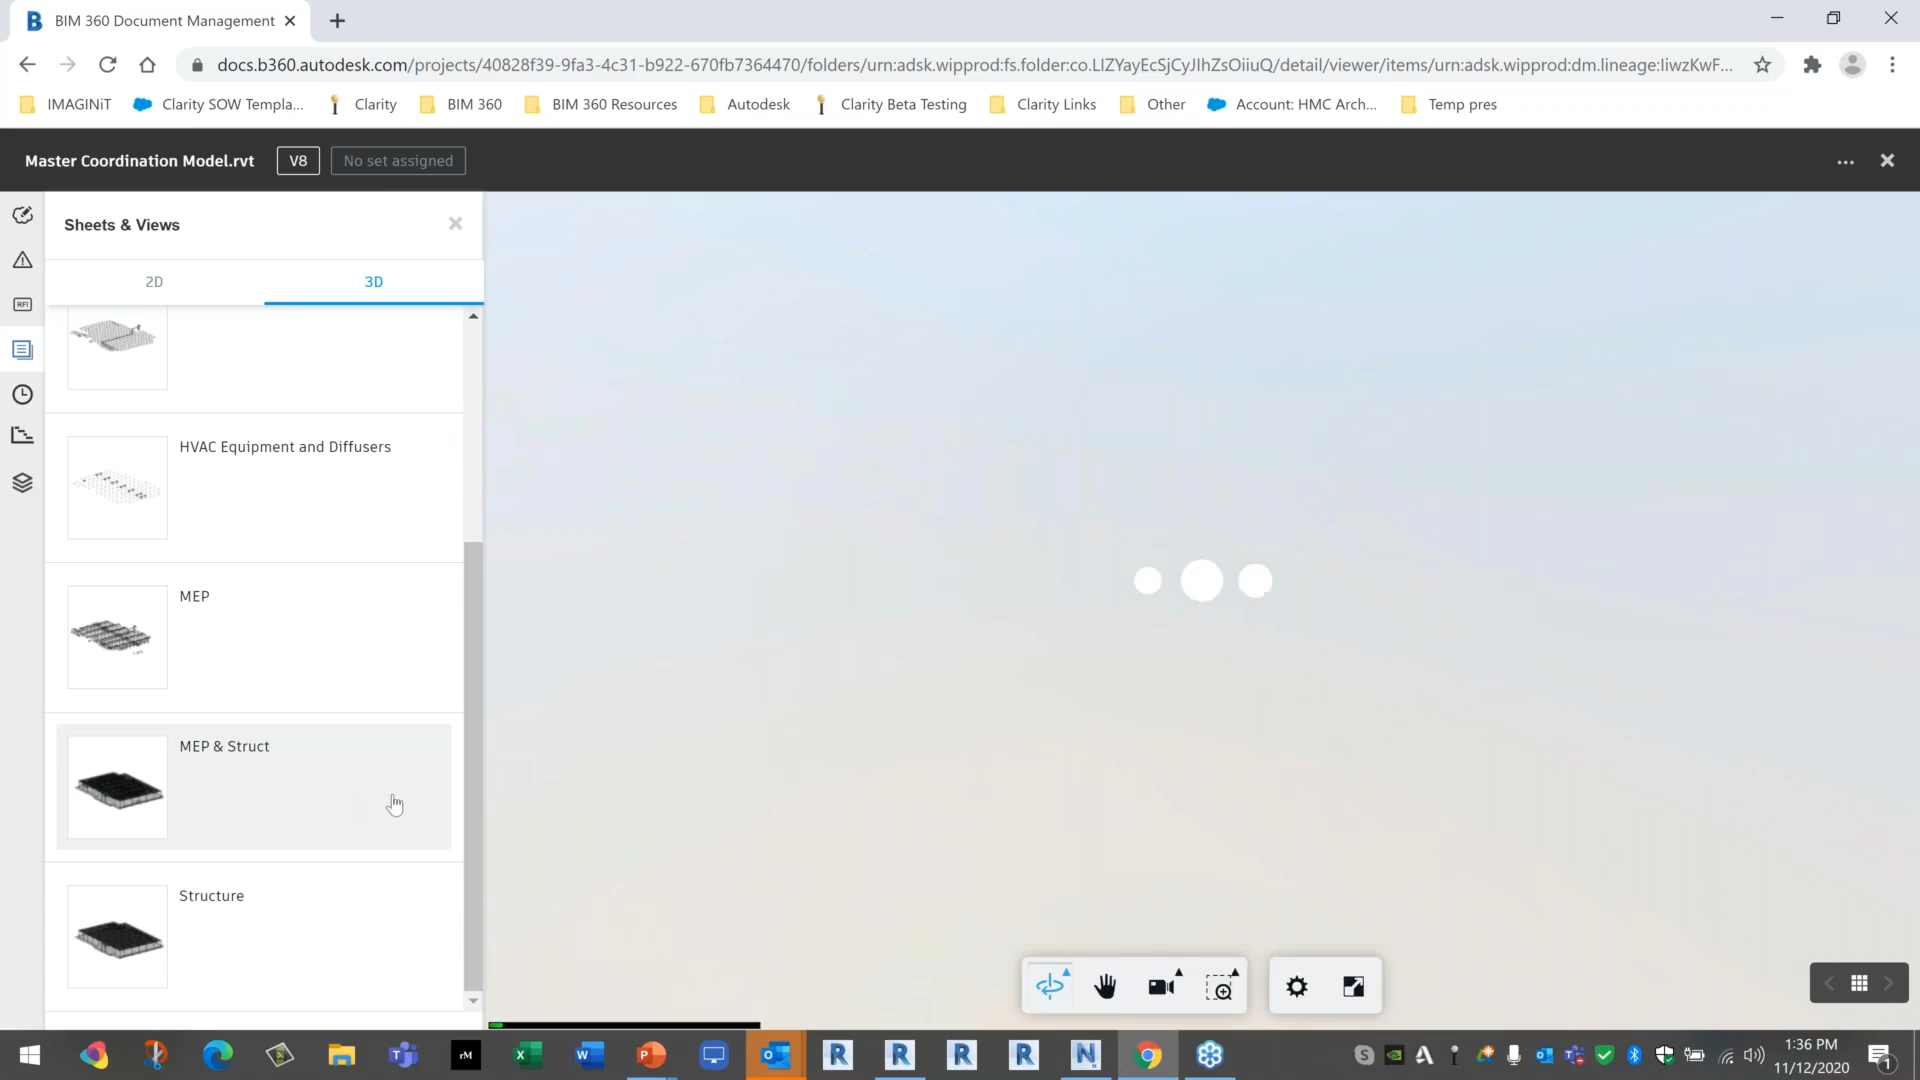 BIM 360 Document Management
docs.b360.autodesk.com/projects/40828f39-9fa3-4c31-b922-670fb7364470/folders/urn:adsk.wipprod:fs.folder:co.LlZYayEcSjCyJIhZsOiiuQ/detail/viewer/items/urn:adsk.wipprod:dm.lineage:liwzKwF...
IMAGINiT
Clarity SOW Templa...
Clarity
BIM 360
BIM 360 Resources
Autodesk
Clarity Beta Testing
Clarity Links
Other
Account: HMC Arch...
Temp pres
Master Coordination Model.rvt
V8
No set assigned
Sheets & Views
2D
3D
RFI
HVAC Equipment and Diffusers
MEP
MEP & Struct
Structure
1:36 PM
11/12/2020
1